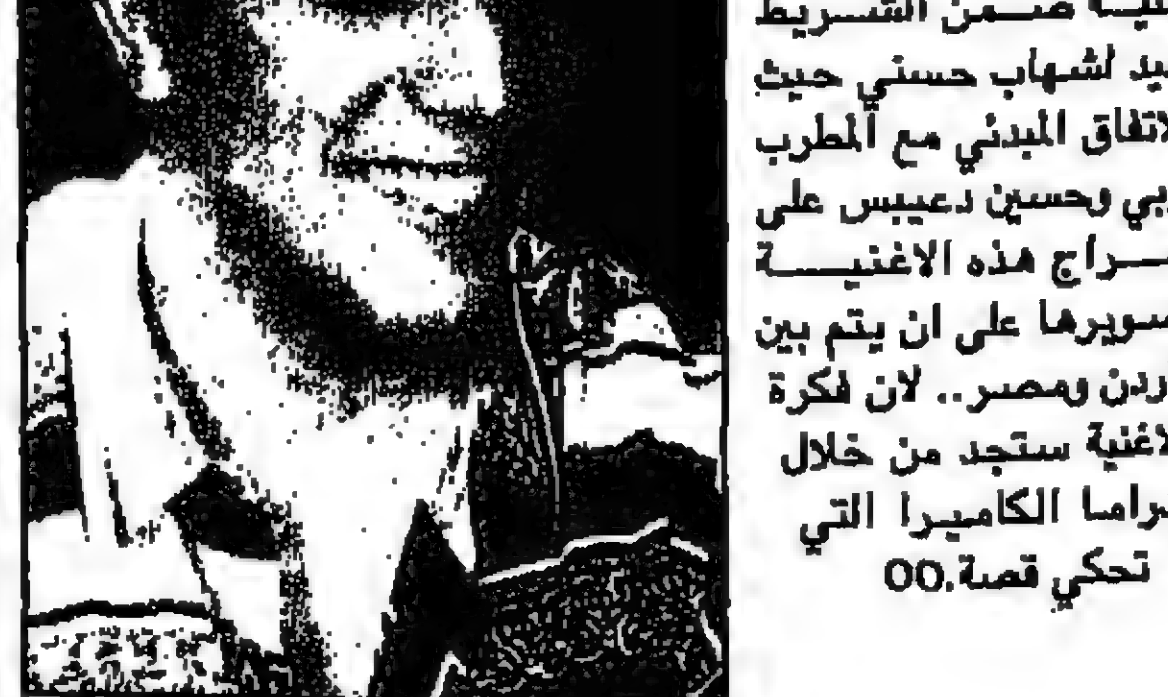 ضمن الشريط
لشهاب حسني حيث
الاتفاق المبدئي مع المطرب
وحسين دعيبس على
هذه الاغنية
على ان يتم بين
ومصر.. لان فكرة
ستجد من خلال
الكاميرا التي
تحكي قصة.00